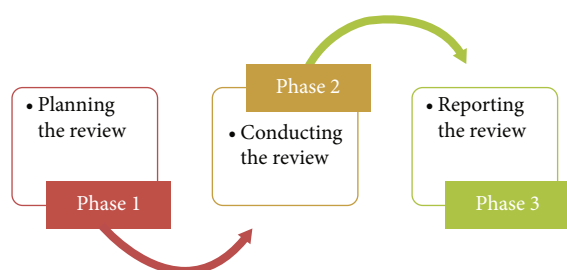 • Planning
the review
Phase 1
Phase 2
• Conducting
the review
• Reporting
the review
Phase 3